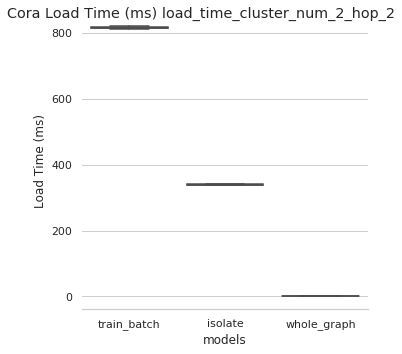 Cora Load Time (ms) load_time_cluster_num_2_hop_2
800
600
400
200
0
Load Time (ms)
train_batch isolate whole_graph
models